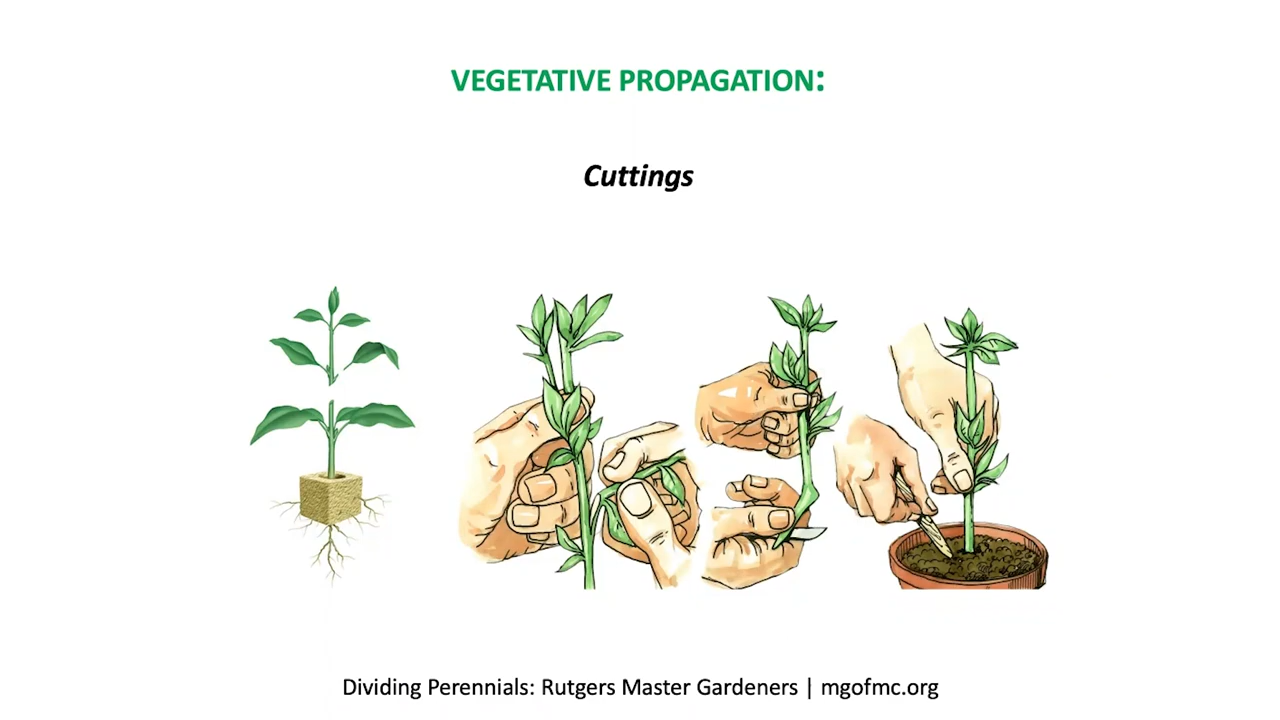 VEGETATIVE PROPAGATION:
Cuttings
Dividing Perennials: Rutgers Master Gardeners | mgofmc.org